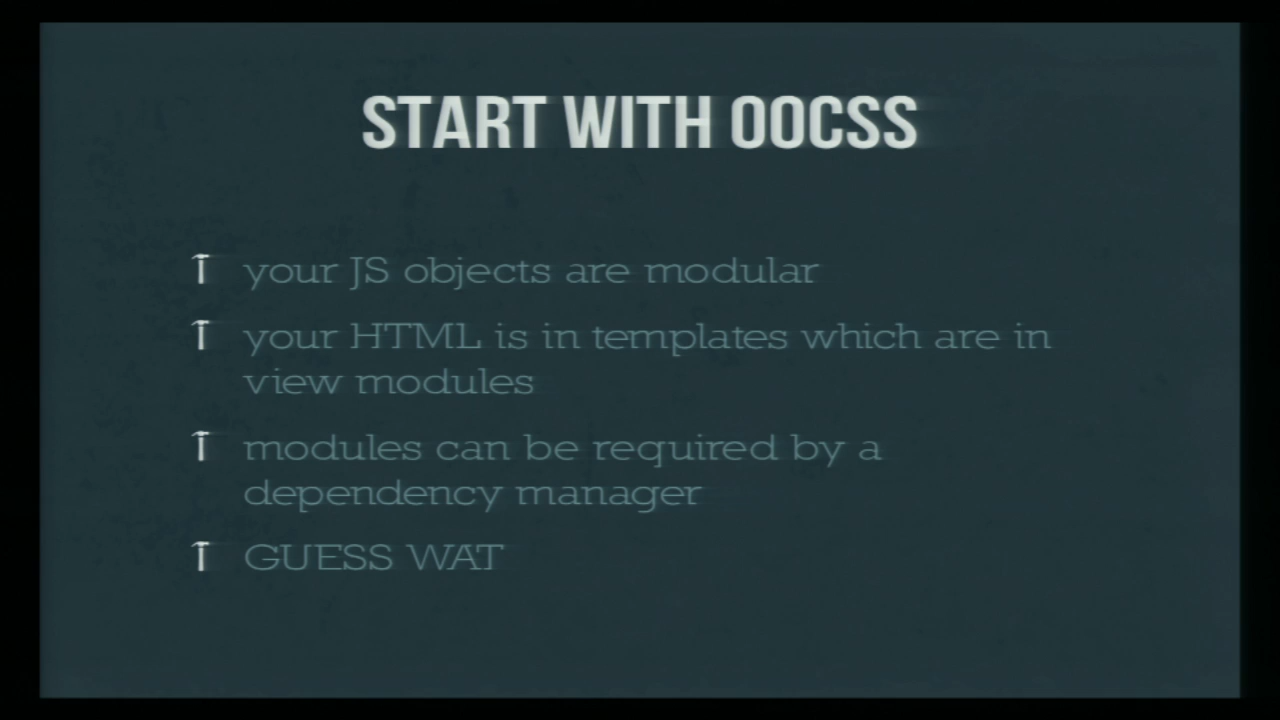 START WITH OOCSS
your JS objects are modular
your HTML is in templates which are in
view modules
modules can be required by a
dependency manager
GUESS WAT